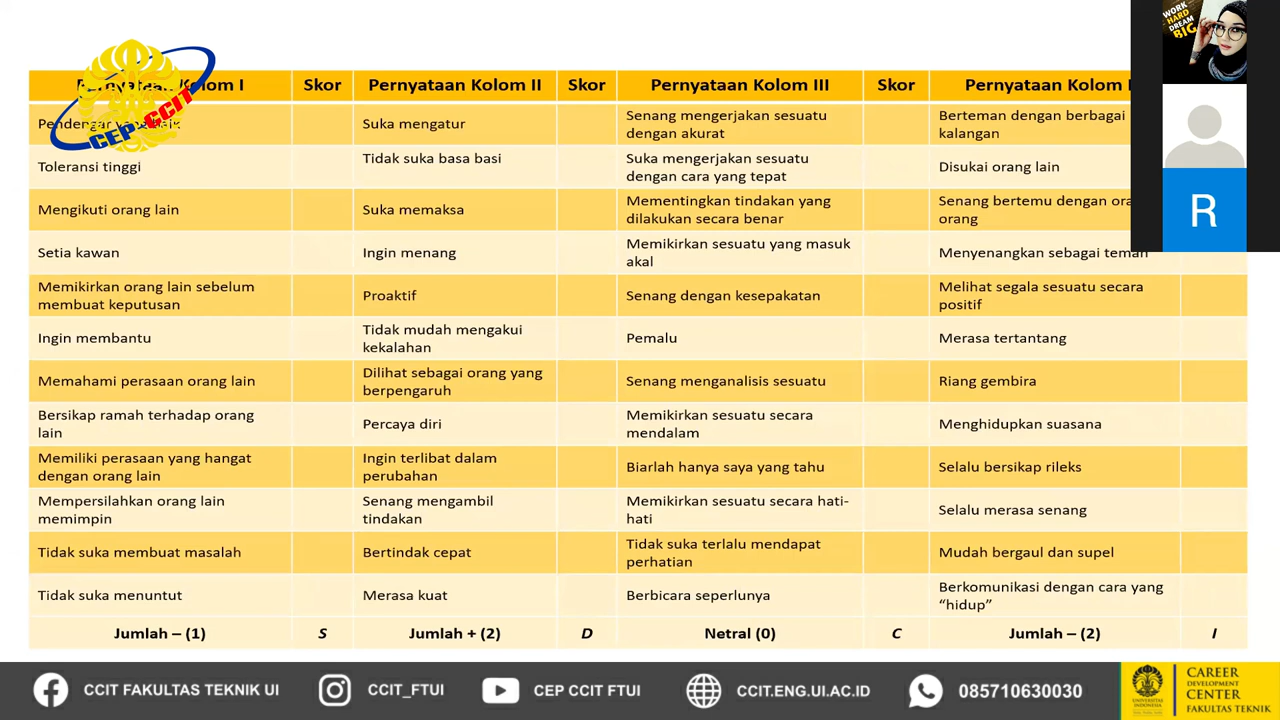 WORK
HARD
DREAM
BIG
CEP-CCIT
Kolom I
Skor
Pernyataan Kolom II
Skor
Pernyataan Kolom III
Skor
Pernyataan Kolom
Suka mengatur
Senang mengerjakan sesuatu
dengan akurat
Berteman dengan berbagai
kalangan
Toleransi tinggi
Tidak suka basa basi
Suka mengerjakan sesuatu
dengan cara yang tepat
Disukai orang lain
Mengikuti orang lain
Suka memaksa
Mementingkan tindakan yang
dilakukan secara benar
Senang bertemu dengan
orang
R
Setia kawan
Ingin menang
Memikirkan sesuatu yang masuk
akal
Menyenangkan sebagai teman
Memikirkan orang lain sebelum
membuat keputusan
Proaktif
Senang dengan kesepakatan
Melihat segala sesuatu secara
positif
Ingin membantu
Tidak mudah mengakui
kekalahan
Pemalu
Merasa tertantang
Memahami perasaan orang lain
Dilihat sebagai orang yang
berpengaruh
Senang menganalisis sesuatu
Riang gembira
Bersikap ramah terhadap orang
lain
Percaya diri
Memikirkan sesuatu secara
mendalam
Menghidupkan suasana
Memiliki perasaan yang hangat
dengan orang lain
Ingin terlibat dalam
perubahan
Biarlah hanya saya yang tahu
Selalu bersikap rileks
Mempersilahkan orang lain
memimpin
Senang mengambil
tindakan
Memikirkan sesuatu secara hati-
hati
Selalu merasa senang
Tidak suka membuat masalah
Bertindak cepat
Tidak suka terlalu mendapat
perhatian
Mudah bergaul dan supel
Tidak suka menuntut
Merasa kuat
Berbicara seperlunya
Berkomunikasi dengan cara yang
“hidup”
Jumlah – (1)
S
Jumlah + (2)
D
Netral (0)
C
Jumlah – (2)
I
CCIT FAKULTAS TEKNIK UI
CCIT_FTUI
CEP CCIT FTUI
CCIT.ENG.UI.AC.ID
085710630030
UNIVERSITAS
INDONESIA
CAREER
DEVELOPMENT
CENTER
FAKULTAS TEKNIK